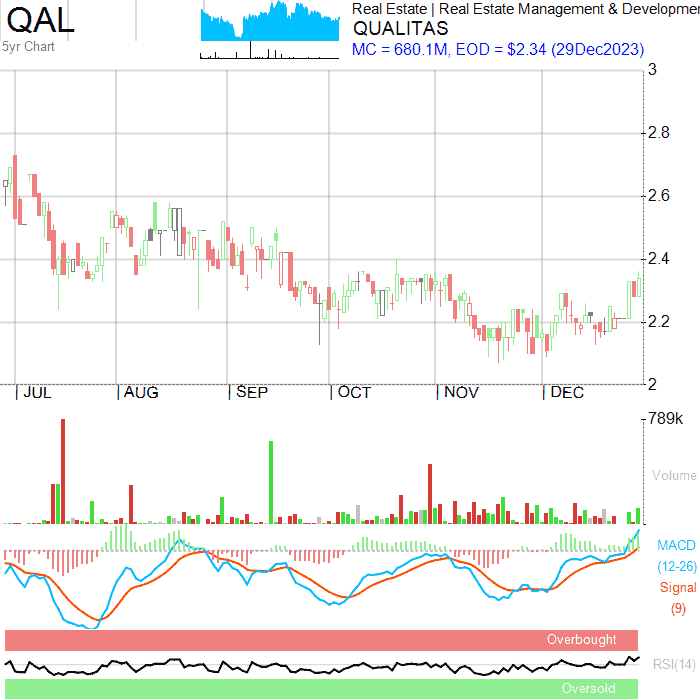 QAL
5yr Chart
Real Estate | Real Estate Management & Developmen
QUALITAS
MC = 680.1M, EOD = $2.34 (29Dec2023)
3
2.8
2.6
2.4
2.2
2
JUL AUG SEP OCT NOV DEC
789k
Volume
MACD
(12-26)
Signal
(9)
Overbought
RSI(14)
Oversold